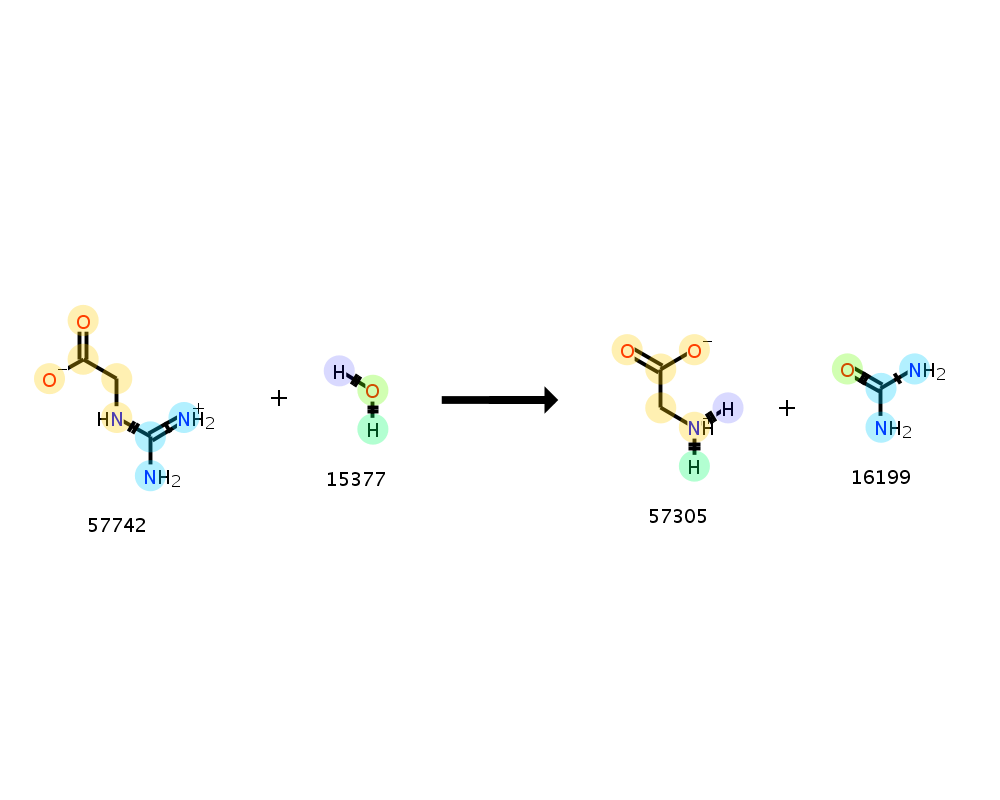 O
O −
HN NH2 +
NH2
57742
+
H
O
H
15377
O O −
H
NH +
H
57305
+
O NH2
NH2
16199